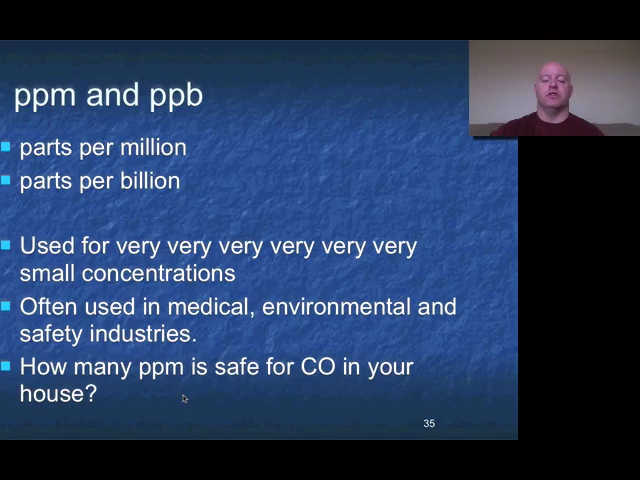 ppm and ppb
parts per million
parts per billion
Used for very very very very very very
small concentrations
Often used in medical, environmental and
safety industries.
How many ppm is safe for CO in your
house?
35